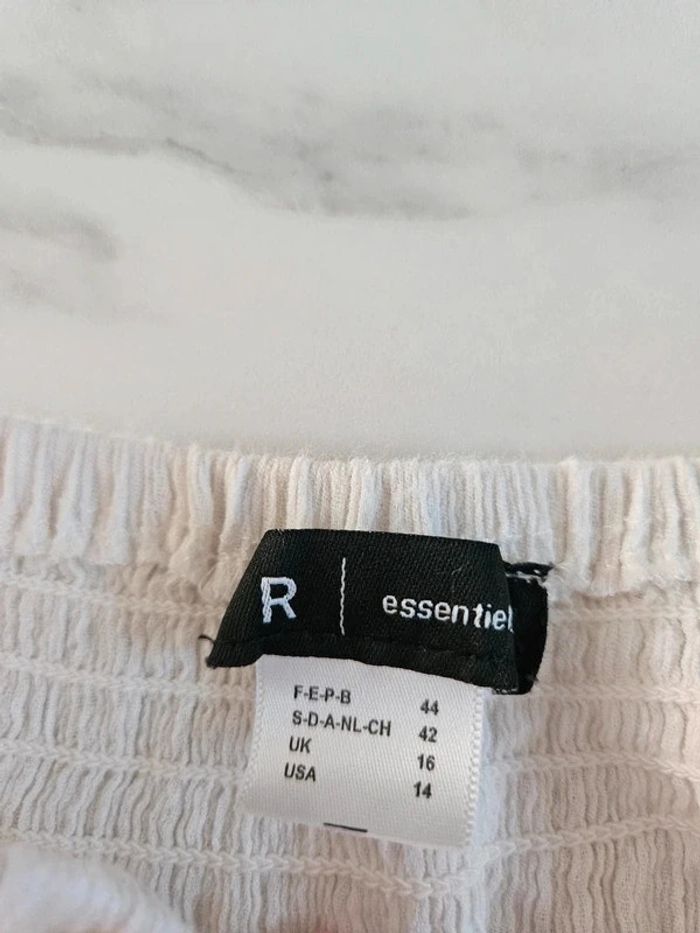 R | essentiel
F-E-P-B 44
S-D-A-NL-CH 42
UK 16
USA 14